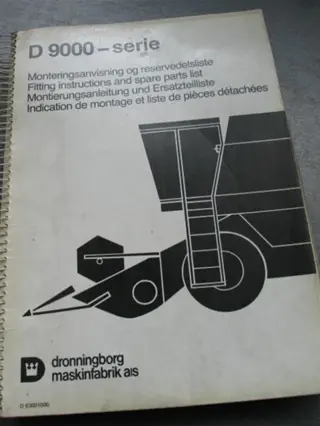 D 9000-serie
Monteringsanvisning og reservedelsliste
Fitting instructions and spare parts list
Montierungsanleitung und Ersatzteilliste
Indication de montage et liste de pièces détachées
D
dronningborg
maskinfabrik a/s